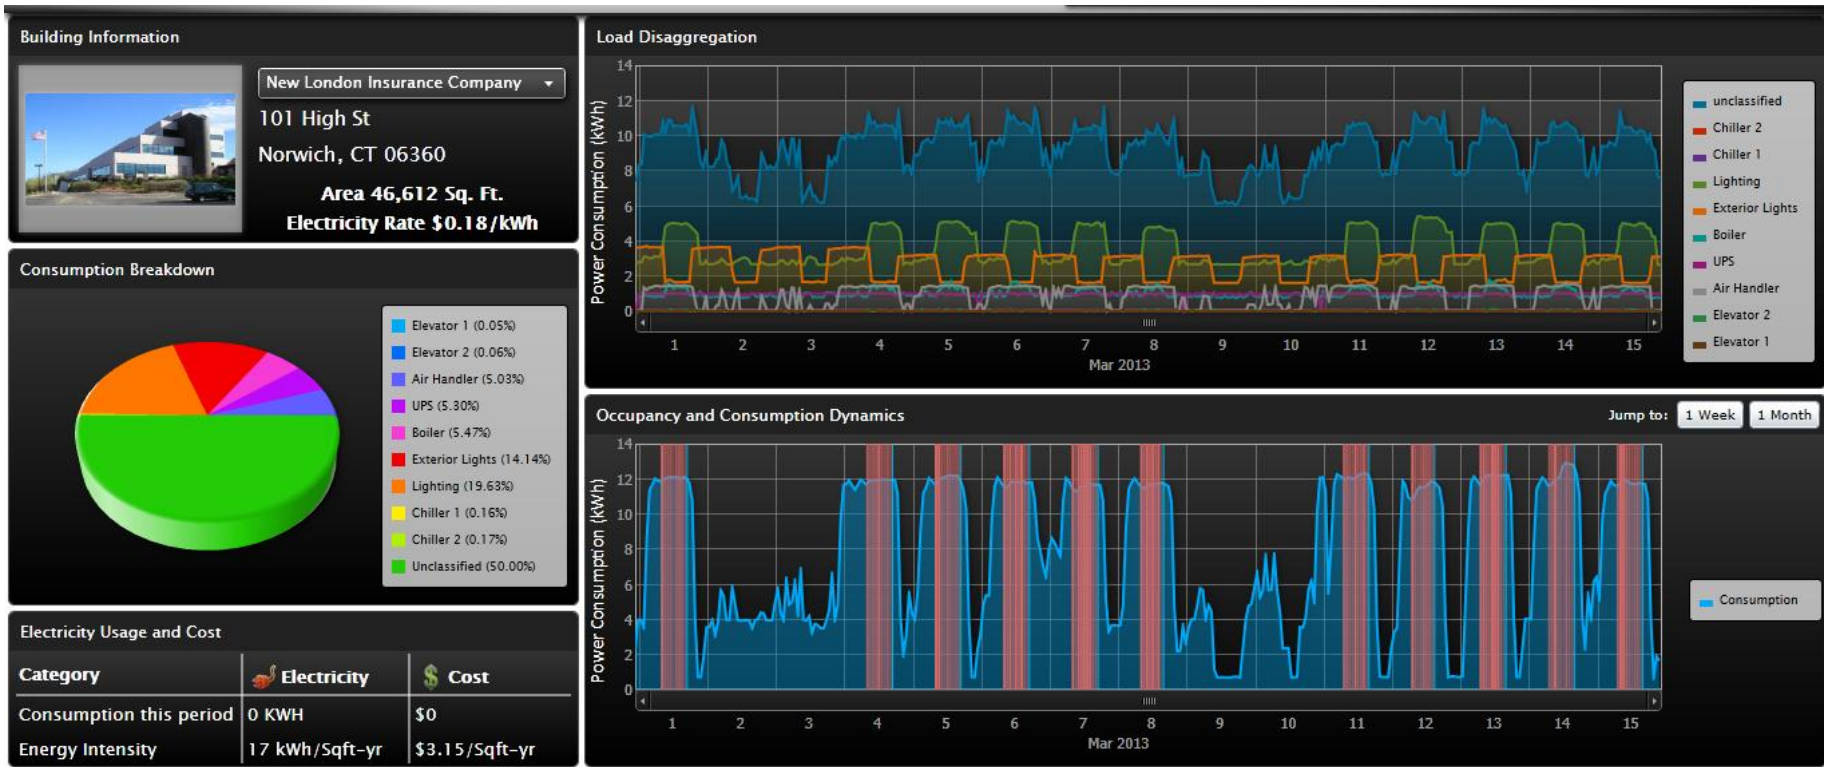 Building Information
New London Insurance Company
101 High St
Norwich, CT 06360
Area 46,612 Sq. Ft.
Electricity Rate $0.18/kWh
Consumption Breakdown
Elevator 1 (0.05%)
Elevator 2 (0.06%)
Air Handler (5.03%)
UPS (5.30%)
Boiler (5.47%)
Exterior Lights (14.14%)
Lighting (19.63%)
Chiller 1 (0.16%)
Chiller 2 (0.17%)
Unclassified (50.00%)
Electricity Usage and Cost
Category Electricity $ Cost
Consumption this period 0 KWH $0
Energy Intensity 17 kWh/Sqft-yr $3.15/Sqft-yr
Load Disaggregation
Power Consumption (kWh)
14
12
10
8
6
4
2
0
1 2 3 4 5 6 7 8 9 10 11 12 13 14 15
Mar 2013
unclassified
Chiller 2
Chiller 1
Lighting
Exterior Lights
Boiler
UPS
Air Handler
Elevator 2
Elevator 1
Occupancy and Consumption Dynamics Jump to: 1 Week 1 Month
Power Consumption (kWh)
14
12
10
8
6
4
2
0
1 2 3 4 5 6 7 8 9 10 11 12 13 14 15
Mar 2013
Consumption